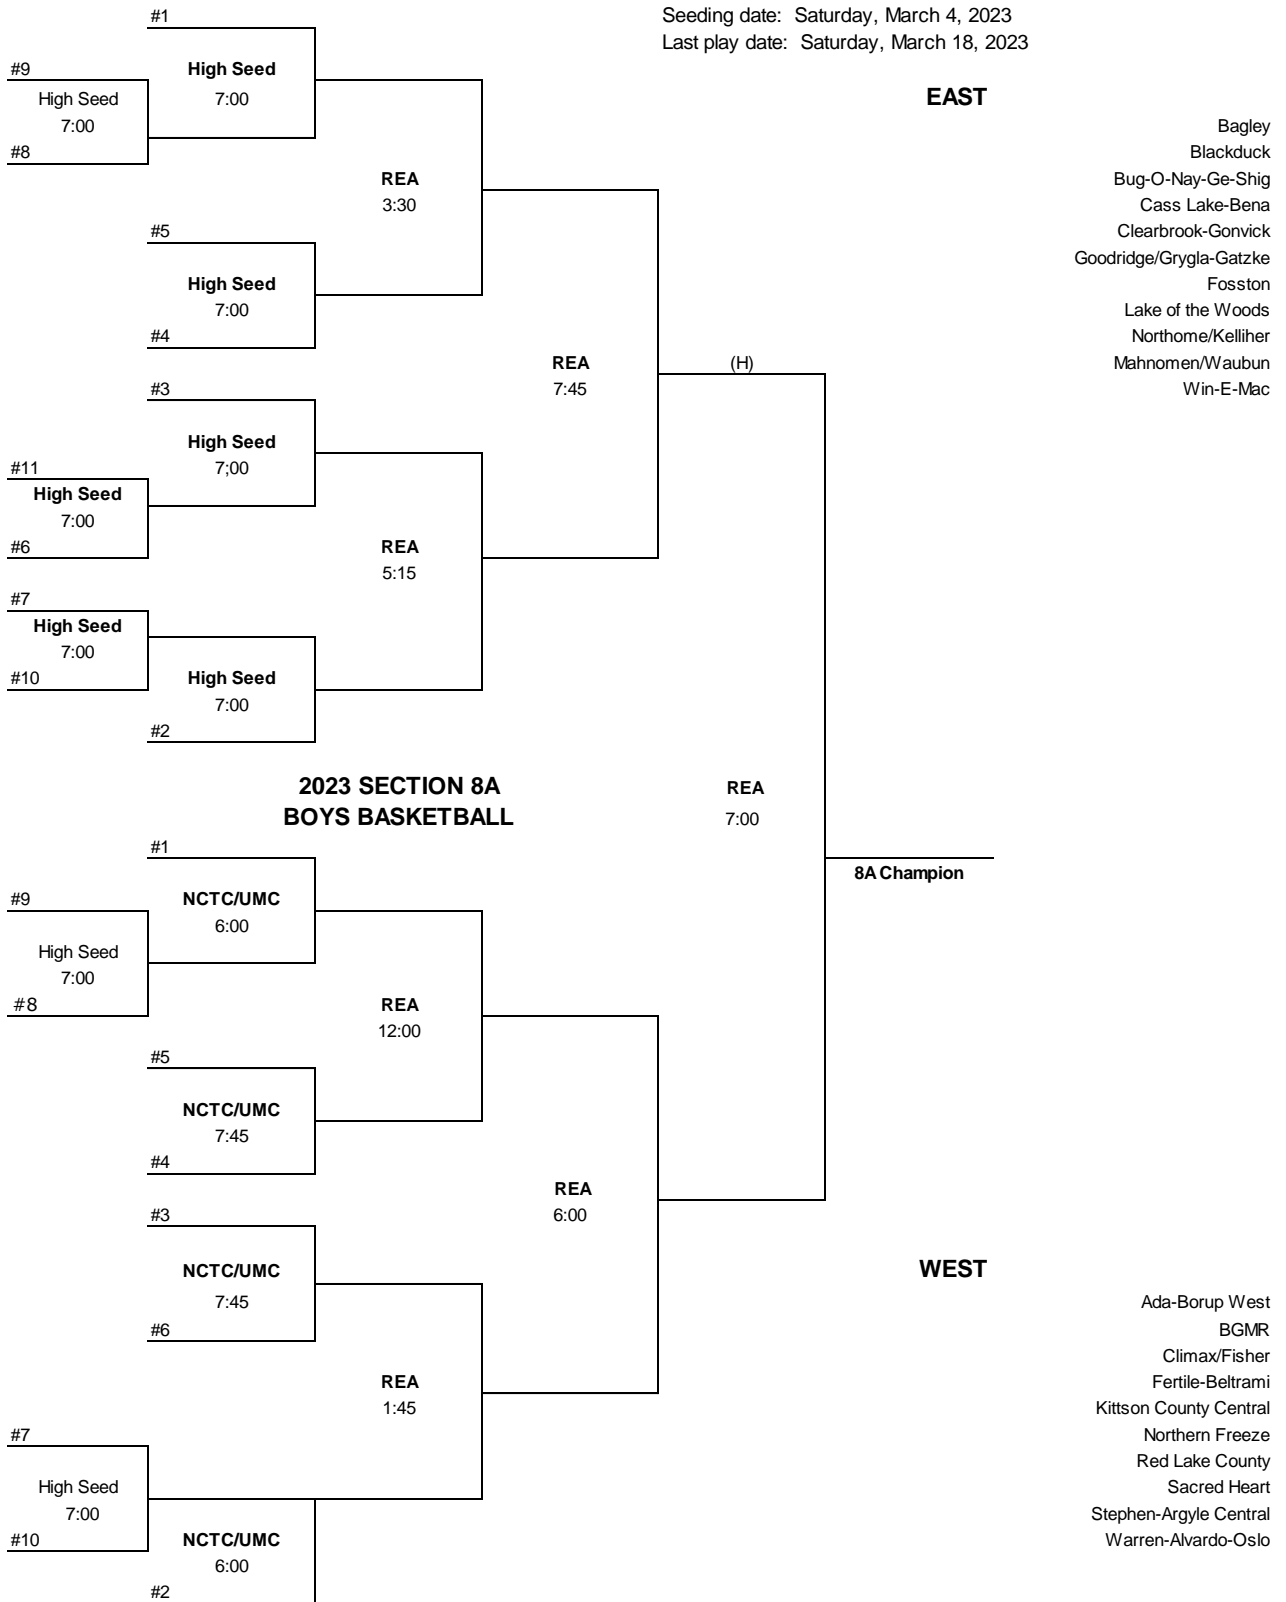 #1
Seeding date: Saturday, March 4, 2023
Last play date: Saturday, March 18, 2023
#9
High Seed
High Seed
7:00
7:00
#8
EAST
Bagley
Blackduck
Bug-O-Nay-Ge-Shig
Cass Lake-Bena
Clearbrook-Gonvick
Goodridge/Grygla-Gatzke
Fosston
Lake of the Woods
Northome/Kelliher
Mahnomen/Waubun
Win-E-Mac
REA
3:30
#5
High Seed
7:00
#4
REA
7:45
(H)
#3
High Seed
7;00
#11
High Seed
7:00
#6
REA
5:15
#7
High Seed
7:00
#10
High Seed
7:00
#2
2023 SECTION 8A
BOYS BASKETBALL
REA
7:00
#1
8A Champion
NCTC/UMC
6:00
#9
High Seed
7:00
#8
REA
12:00
#5
NCTC/UMC
7:45
#4
REA
6:00
#3
NCTC/UMC
7:45
#6
WEST
Ada-Borup West
BGMR
Climax/Fisher
Fertile-Beltrami
Kittson County Central
Northern Freeze
Red Lake County
Sacred Heart
Stephen-Argyle Central
Warren-Alvardo-Oslo
REA
1:45
#7
High Seed
7:00
#10
NCTC/UMC
6:00
#2